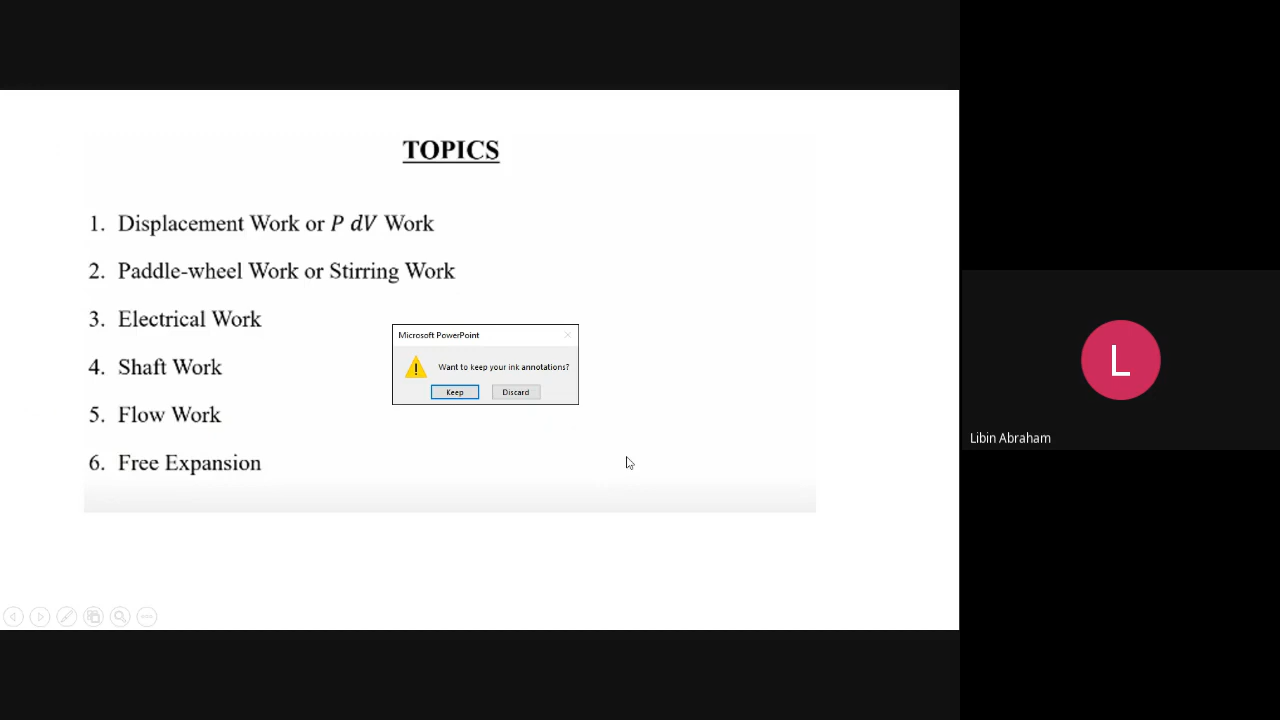 TOPICS
1. Displacement Work or P dV Work
2. Paddle-wheel Work or Stirring Work
3. Electrical Work
4. Shaft Work
5. Flow Work
6. Free Expansion
Microsoft PowerPoint
Want to keep your ink annotations?
Keep Discard
L
Libin Abraham